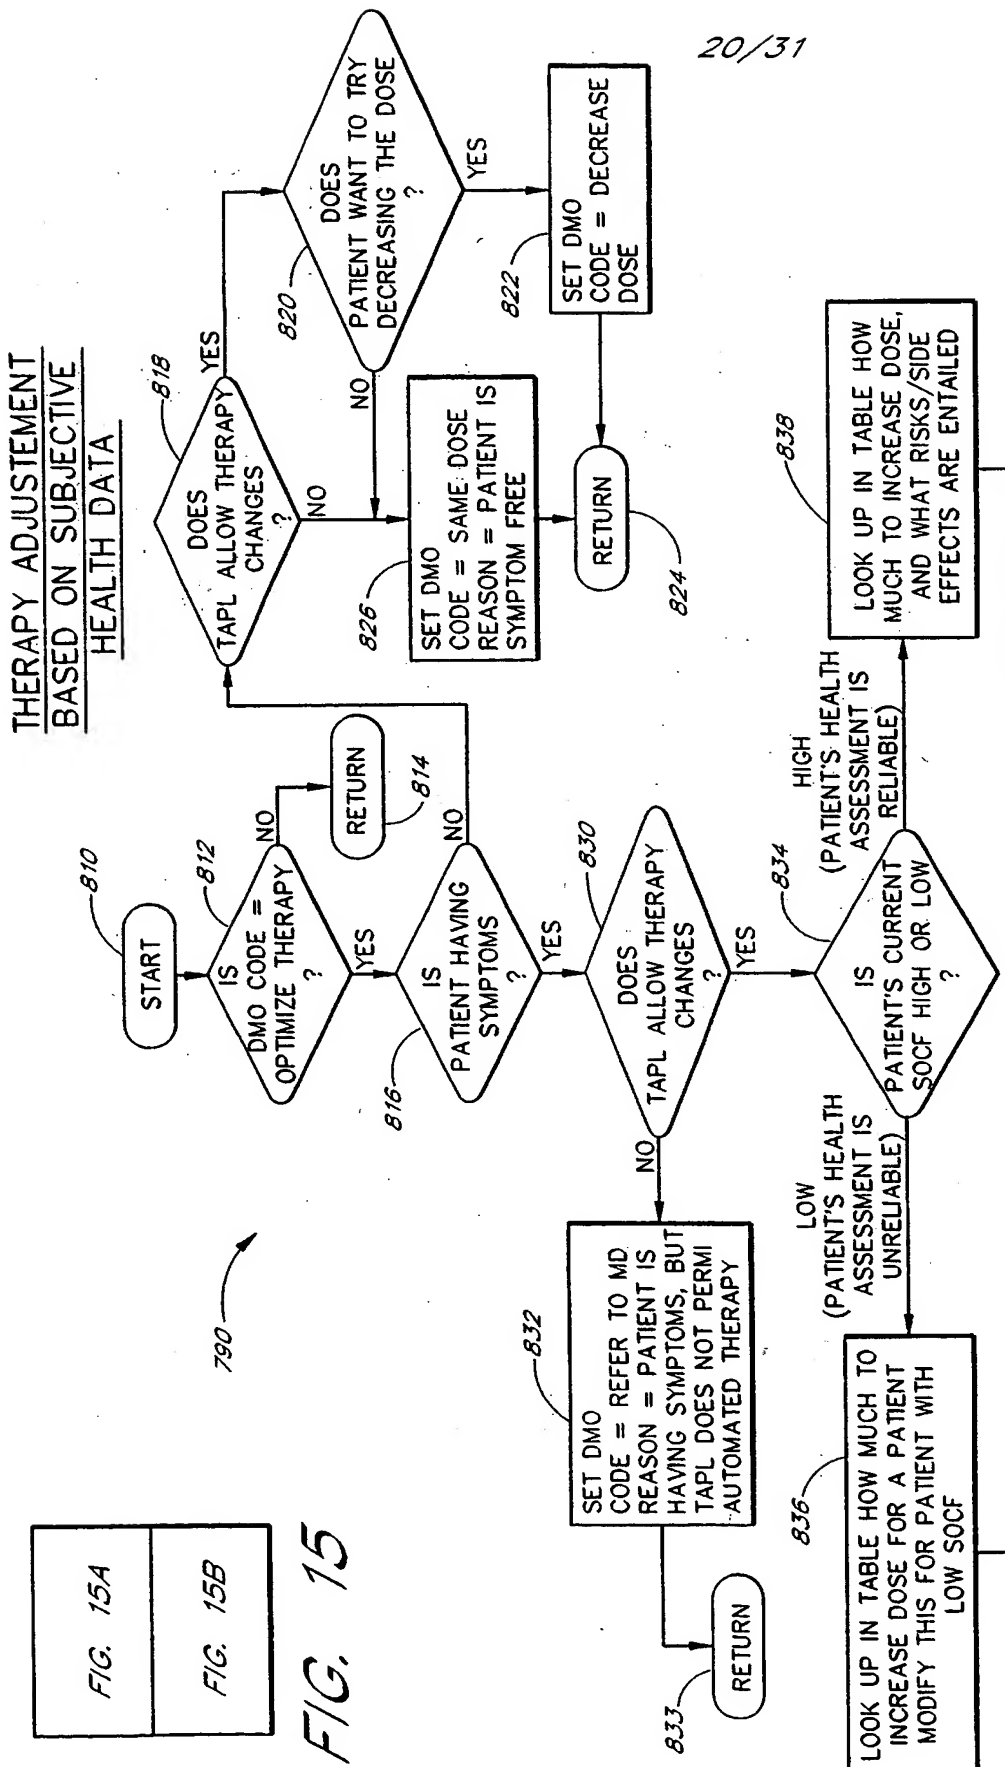 20/31
THERAPY ADJUSTEMENT
BASED ON SUBJECTIVE
HEALTH DATA
790
FIG. 15A
FIG. 15B
FIG. 15
810
START
812
IS
DMO CODE =
OPTIMIZE THERAPY
?
NO
RETURN
814
YES
816
IS
PATIENT HAVING
SYMPTOMS
?
NO
YES
818
DOES
TAPL ALLOW THERAPY
CHANGES
?
YES
NO
820
DOES
PATIENT WANT TO TRY
DECREASING THE DOSE
?
NO
YES
822
SET DMO
CODE = DECREASE
DOSE
826
SET DMO
CODE = SAME DOSE
REASON = PATIENT IS
SYMPTOM FREE
RETURN
824
830
DOES
TAPL ALLOW THERAPY
CHANGES
?
NO
YES
832
SET DMO
CODE = REFER TO MD
REASON = PATIENT IS
HAVING SYMPTOMS, BUT
TAPL DOES NOT PERMI
AUTOMATED THERAPY
833
RETURN
834
IS
PATIENT'S CURRENT
SOCF HIGH OR LOW
?
LOW
(PATIENT'S HEALTH
ASSESSMENT IS
UNRELIABLE)
HIGH
(PATIENT'S HEALTH
ASSESSMENT IS
RELIABLE)
836
LOOK UP IN TABLE HOW MUCH TO
INCREASE DOSE FOR A PATIENT
MODIFY THIS FOR PATIENT WITH
LOW SOCF
838
LOOK UP IN TABLE HOW
MUCH TO INCREASE DOSE,
AND WHAT RISKS/SIDE
EFFECTS ARE ENTAILED